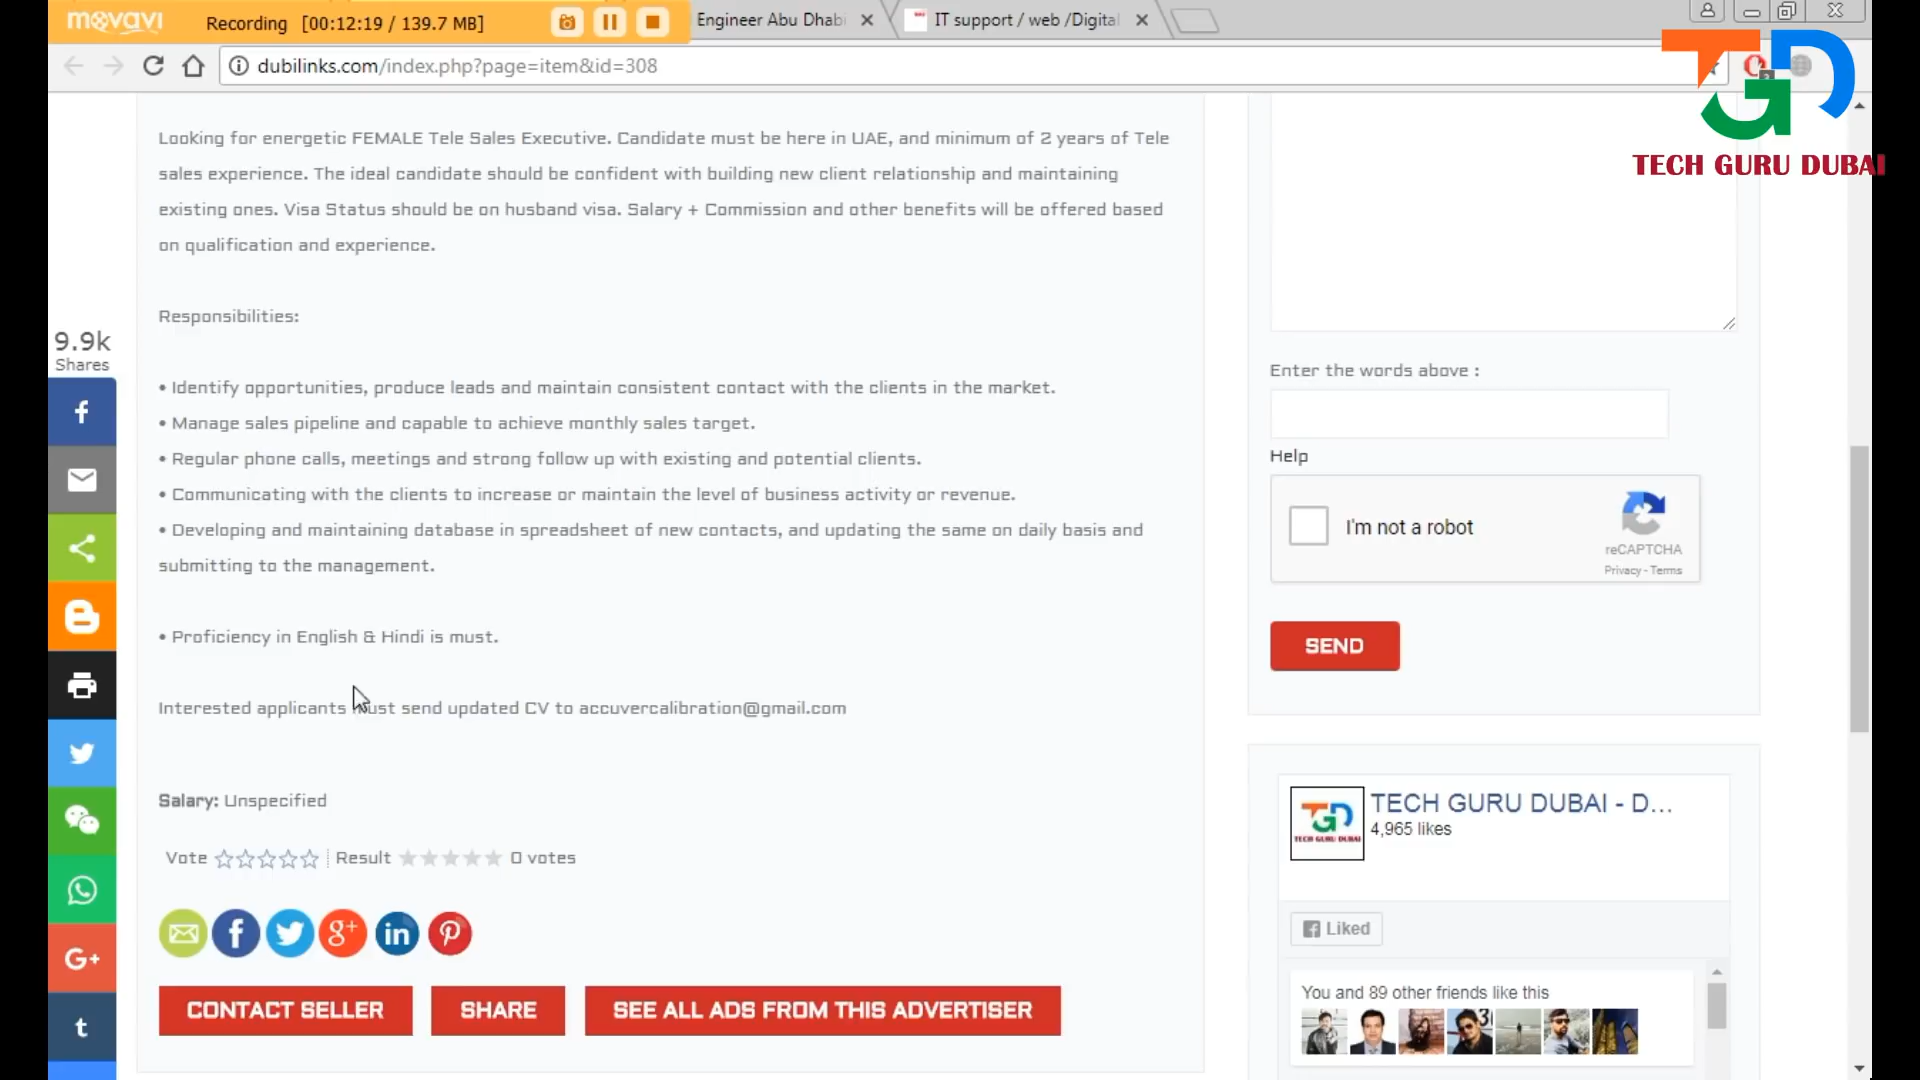 movavi
Recording [00:12:19 / 139.7 MB]
Engineer Abu Dhabi
IT support / web /Digital
dubilinks.com/index.php?page=item&id=308
TECH GURU DUBAI
Looking for energetic FEMALE Tele Sales Executive. Candidate must be here in UAE, and minimum of 2 years of Tele
sales experience. The ideal candidate should be confident with building new client relationship and maintaining
existing ones. Visa Status should be on husband visa. Salary + Commission and other benefits will be offered based
on qualification and experience.
Responsibilities:
• Identify opportunities, produce leads and maintain consistent contact with the clients in the market.
• Manage sales pipeline and capable to achieve monthly sales target.
• Regular phone calls, meetings and strong follow up with existing and potential clients.
• Communicating with the clients to increase or maintain the level of business activity or revenue.
• Developing and maintaining database in spreadsheet of new contacts, and updating the same on daily basis and
submitting to the management.
• Proficiency in English & Hindi is must.
Interested applicants must send updated CV to accuvercalibration@gmail.com
Salary: Unspecified
Vote Result 0 votes
CONTACT SELLER
SHARE
SEE ALL ADS FROM THIS ADVERTISER
9.9k
Shares
Enter the words above :
Help
I'm not a robot
reCAPTCHA
Privacy - Terms
SEND
TECH GURU DUBAI - D...
4,965 likes
TECH GURU DUBAI
Liked
You and 89 other friends like this